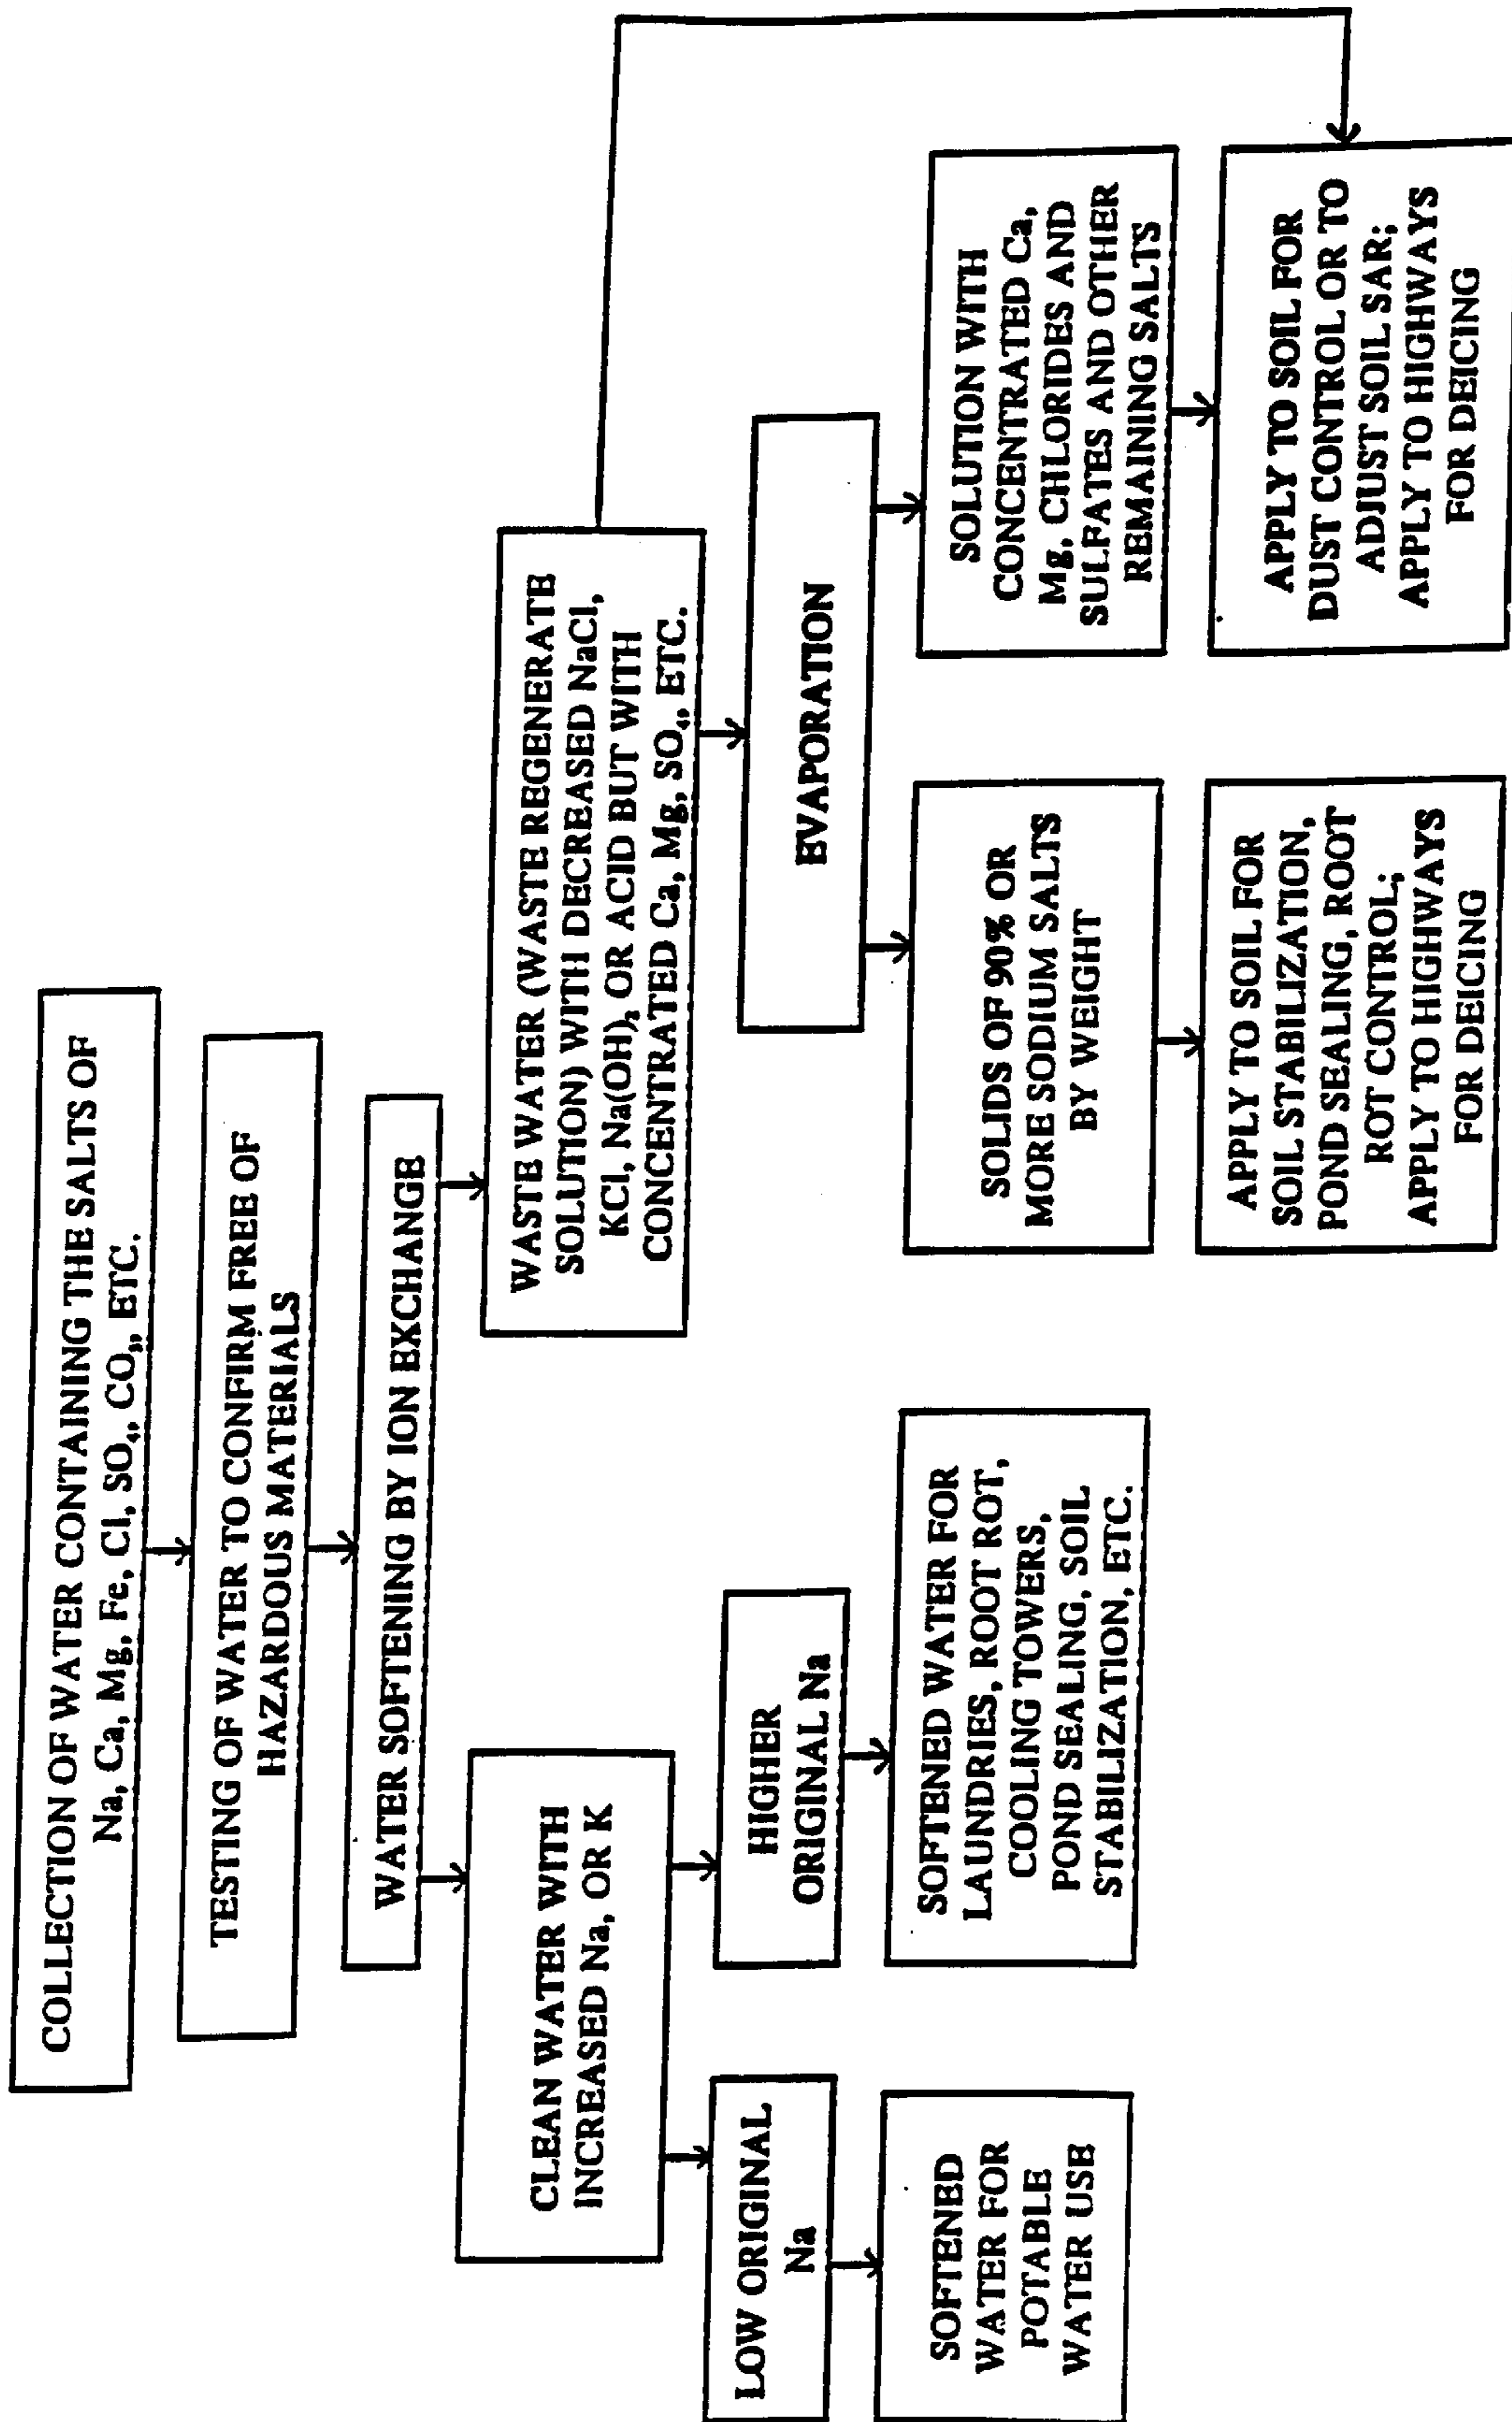 COLLECTION OF WATER CONTAINING THE SALTS OF
Na, Ca, Mg, Fe, Cl, SO₄, CO₃, ETC.
TESTING OF WATER TO CONFIRM FREE OF
HAZARDOUS MATERIALS
WATER SOFTENING BY ION EXCHANGE
CLEAN WATER WITH
INCREASED Na, OR K
LOW ORIGINAL
Na
SOFTENED
WATER FOR
POTABLE
WATER USE
HIGHER
ORIGINAL Na
SOFTENED WATER FOR
LAUNDRIES, ROOT ROT,
COOLING TOWERS,
POND SEALING, SOIL
STABILIZATION, ETC.
WASTE WATER (WASTE REGENERATE
SOLUTION) WITH DECREASED NaCl,
KCl, Na(OH), OR ACID BUT WITH
CONCENTRATED Ca, Mg, SO₄, ETC.
EVAPORATION
SOLIDS OF 90% OR
MORE SODIUM SALTS
BY WEIGHT
APPLY TO SOIL FOR
SOIL STABILIZATION,
POND SEALING, ROOT
ROT CONTROL;
APPLY TO HIGHWAYS
FOR DEICING
SOLUTION WITH
CONCENTRATED Ca,
Mg, CHLORIDES AND
SULFATES AND OTHER
REMAINING SALTS
APPLY TO SOIL FOR
DUST CONTROL OR TO
ADJUST SOIL SAR;
APPLY TO HIGHWAYS
FOR DEICING